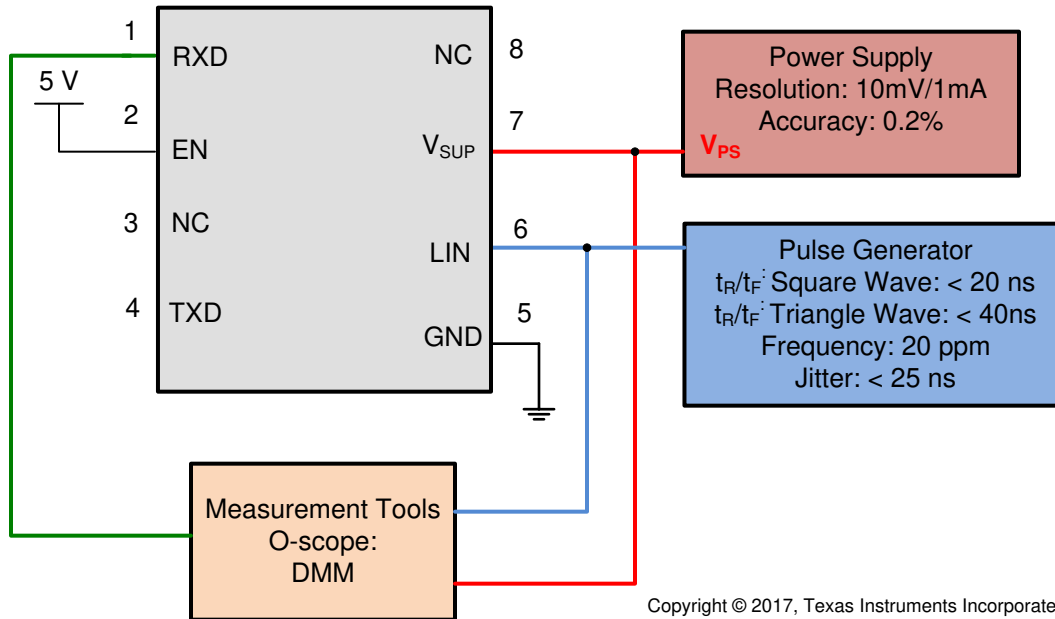 1
RXD
NC
8
Power Supply
Resolution: 10mV/1mA
Accuracy: 0.2%
VPS
5 V
2
EN
7
VSUP
3
NC
6
LIN
Pulse Generator
tR/tF: Square Wave: < 20 ns
tR/tF: Triangle Wave: < 40ns
Frequency: 20 ppm
Jitter: < 25 ns
4
TXD
5
GND
Measurement Tools
O-scope:
DMM
Copyright © 2017, Texas Instruments Incorporate